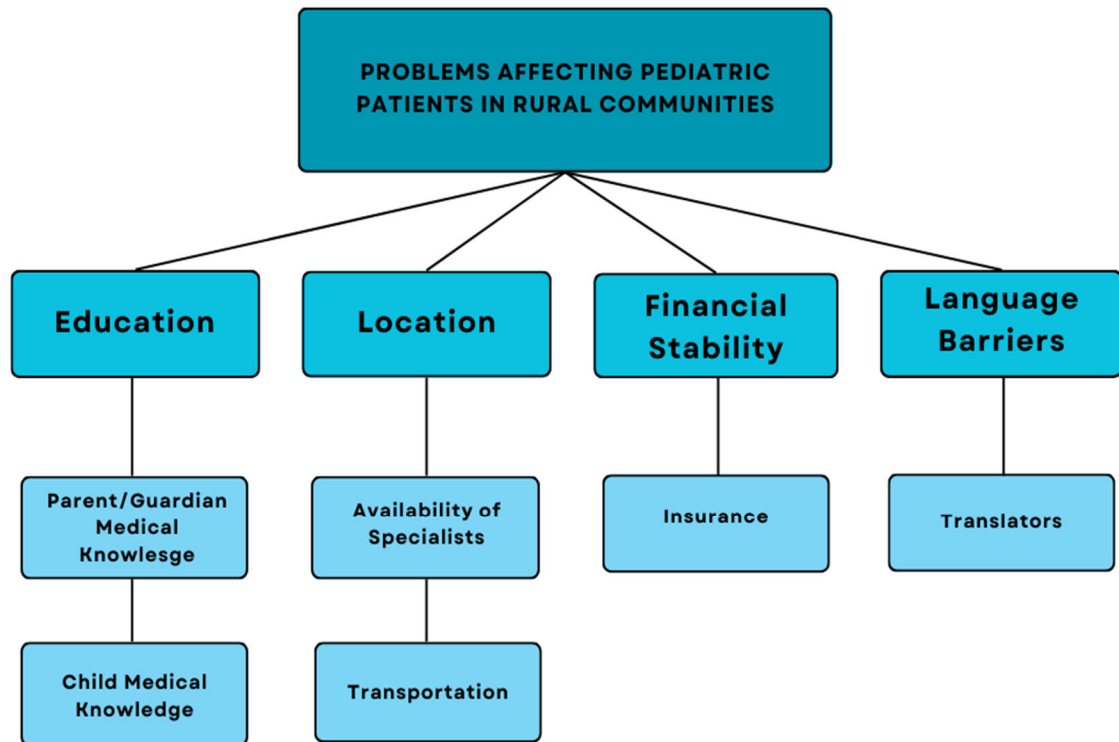 PROBLEMS AFFECTING PEDIATRIC
PATIENTS IN RURAL COMMUNITIES
Education
Location
Financial
Stability
Language
Barriers
Parent/Guardian
Medical
Knowlesge
Availability of
Specialists
Insurance
Translators
Child Medical
Knowledge
Transportation